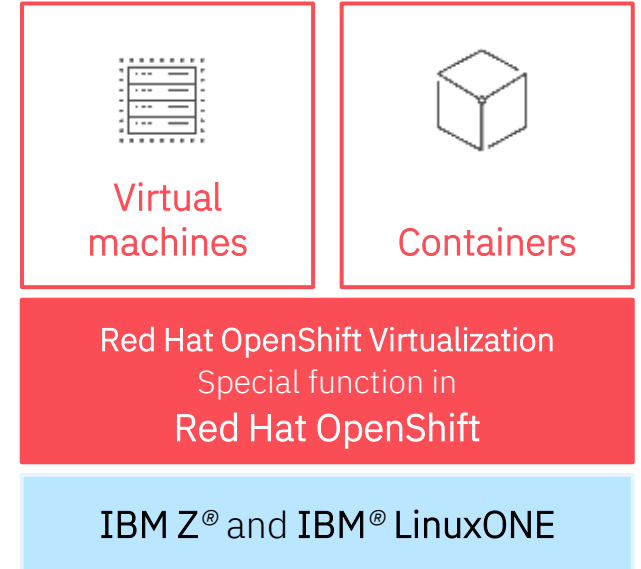 Virtual
machines
Containers
Red Hat OpenShift Virtualization
Special function in
Red Hat OpenShift
IBM Z® and IBM® LinuxONE